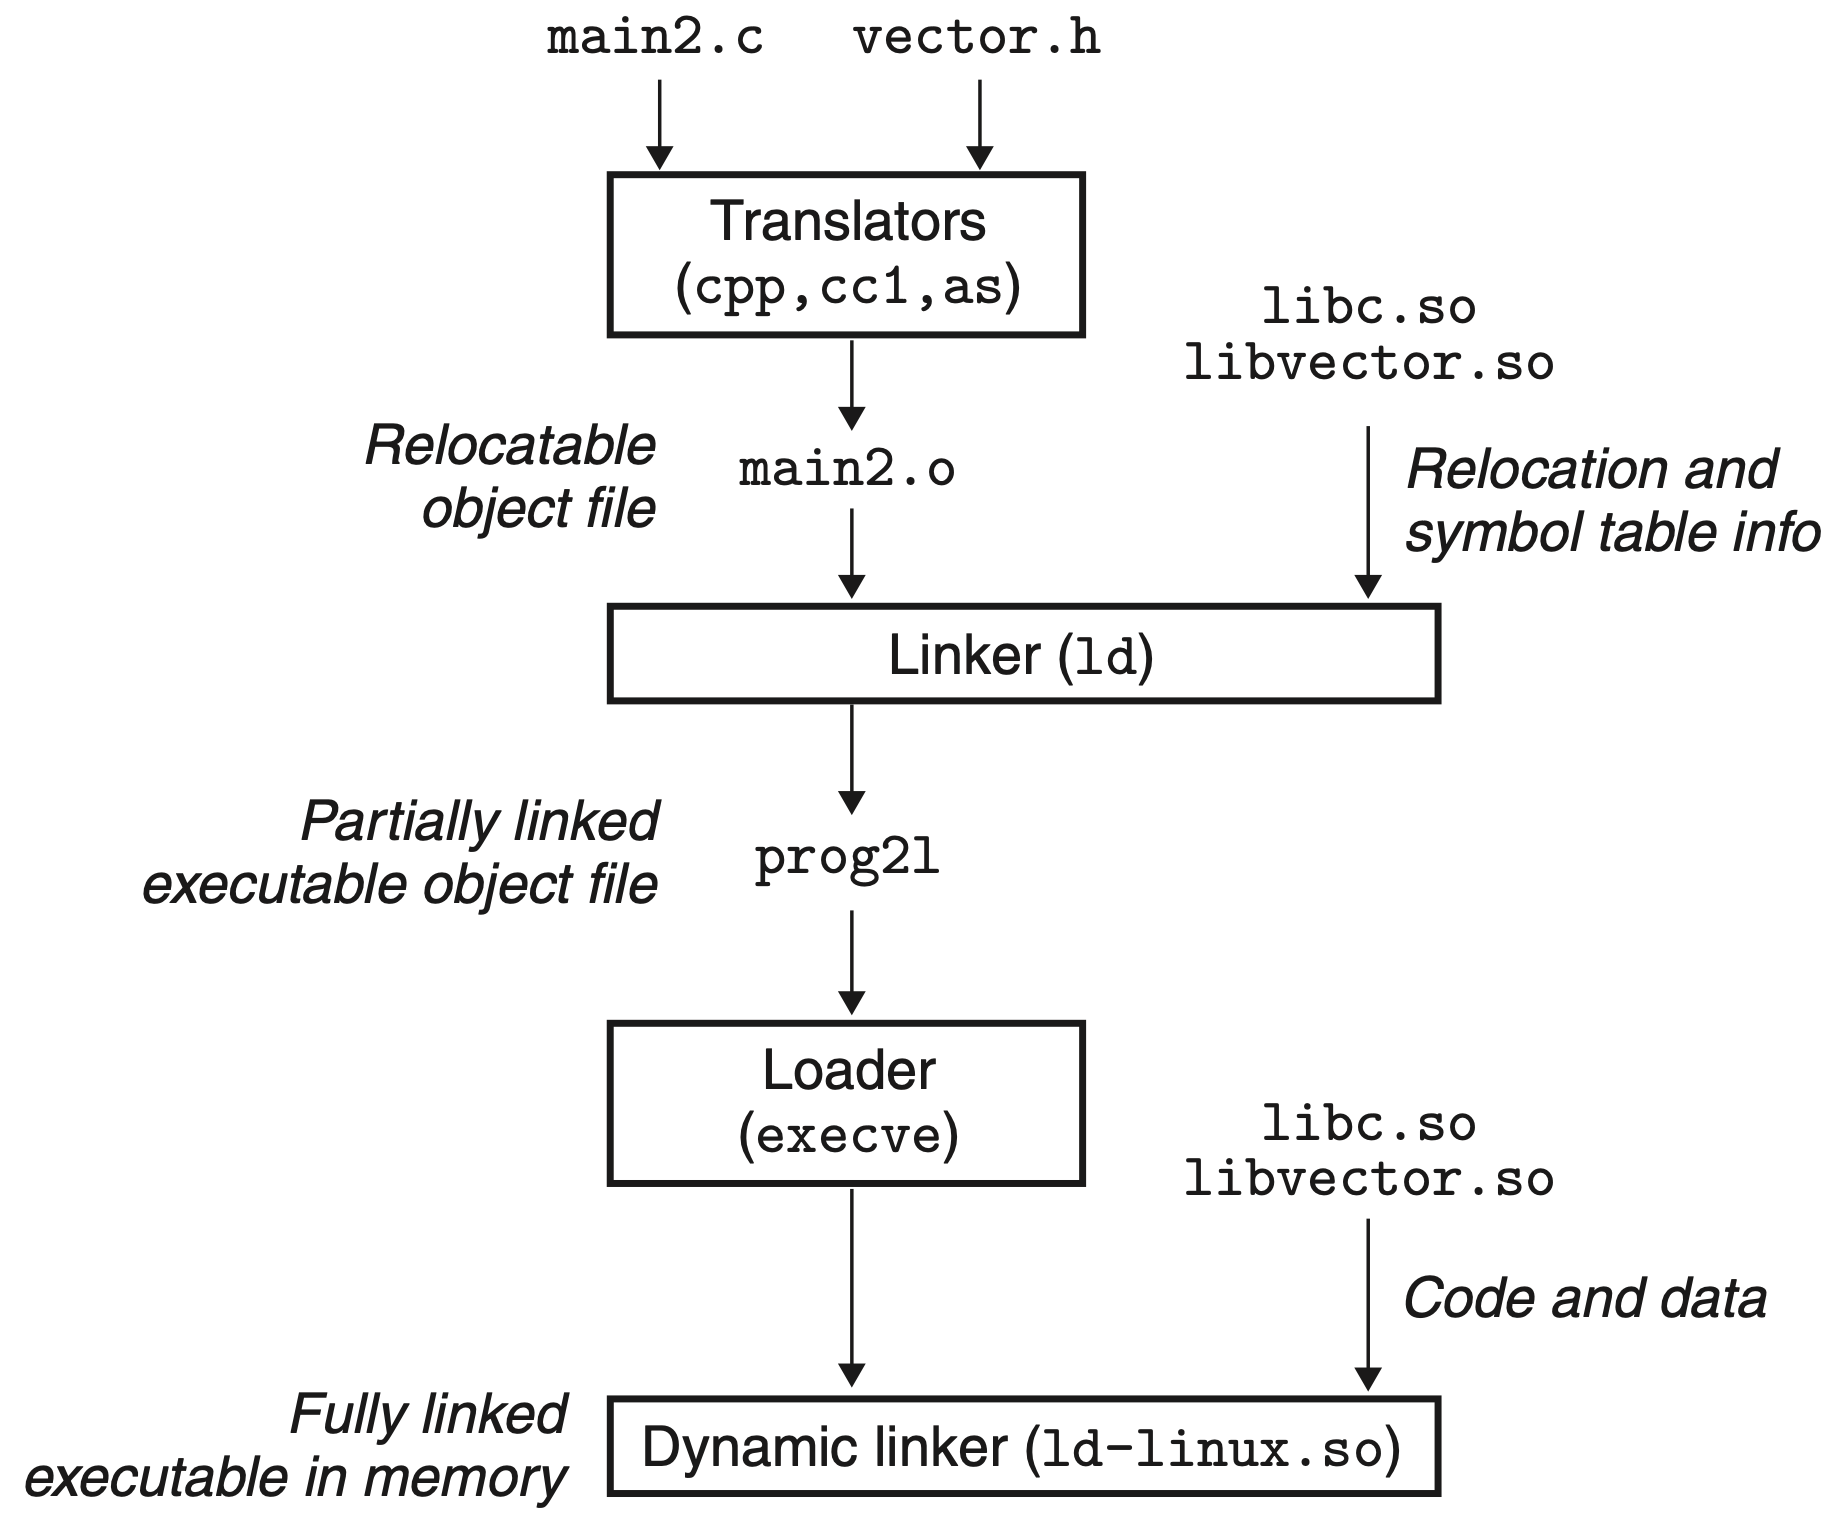 main2.c vector.h
Translators
(cpp,cc1,as)
libc.so
libvector.so
Relocatable
object file
main2.o
Relocation and
symbol table info
Linker (ld)
Partially linked
executable object file
prog2l
Loader
(execve)
libc.so
libvector.so
Code and data
Fully linked
executable in memory
Dynamic linker (ld-linux.so)